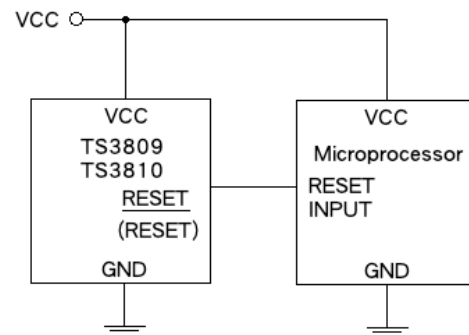 VCC
VCC
TS3809
TS3810
RESET
(RESET)
GND
VCC
Microprocessor
RESET
INPUT
GND